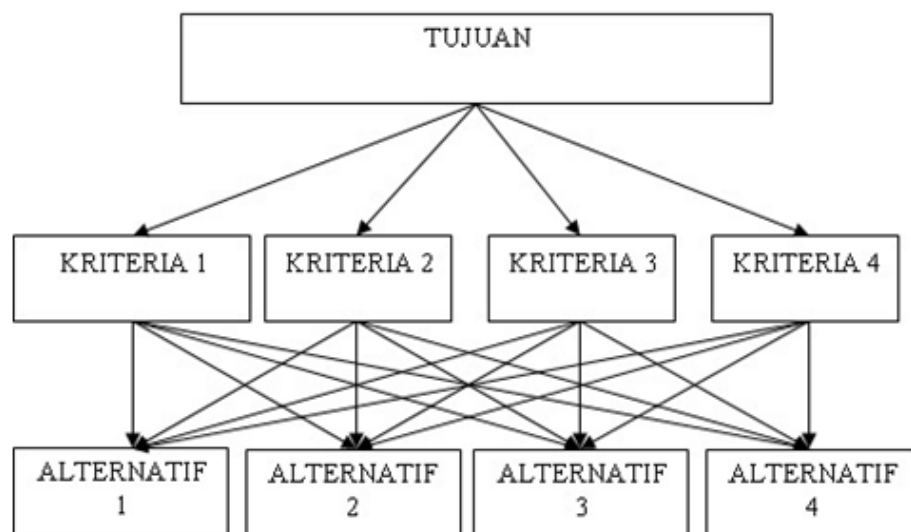 TUJUAN
KRITERIA 1
KRITERIA 2
KRITERIA 3
KRITERIA 4
ALTERNATIF
1
ALTERNATIF
2
ALTERNATIF
3
ALTERNATIF
4